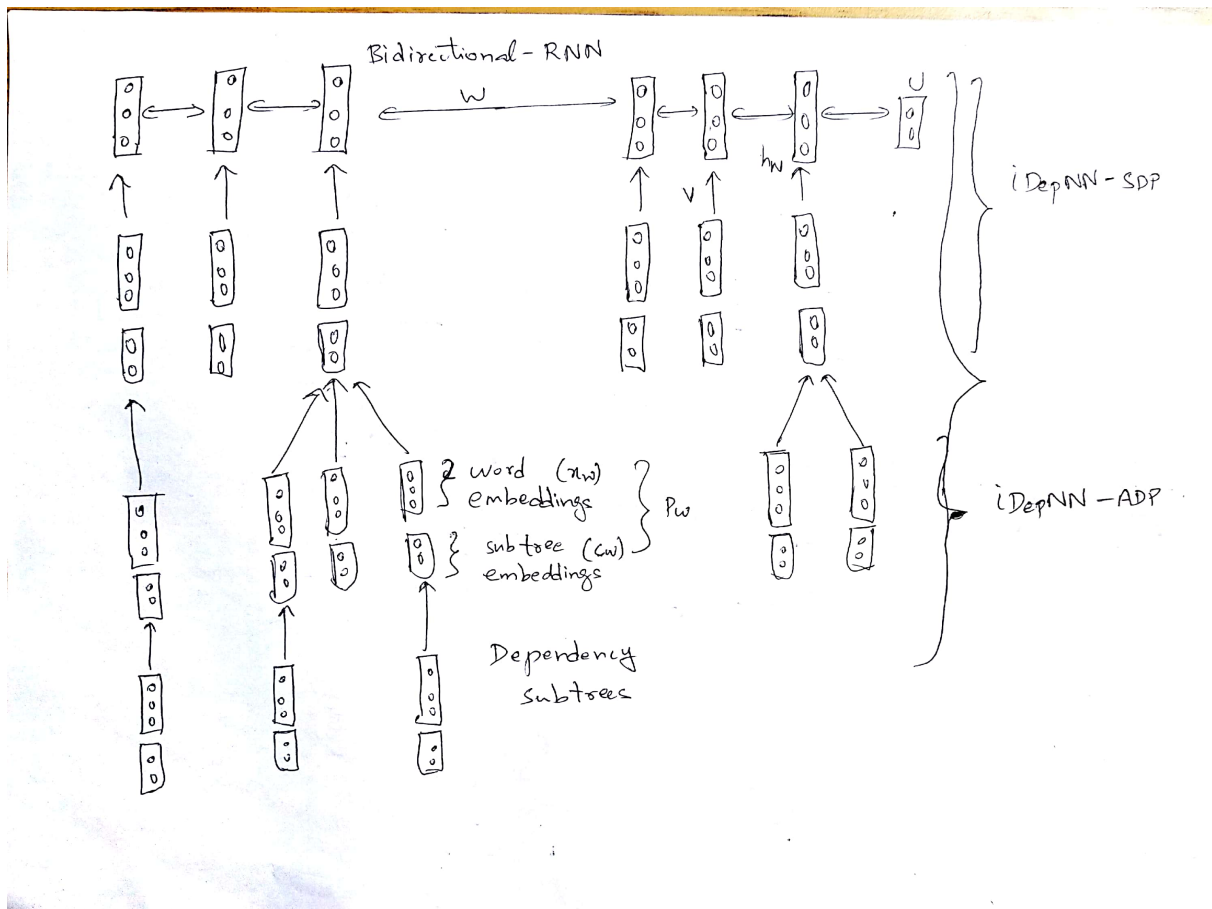 Bidirectional-RNN
W
U
hw
V
iDepNN-SDP
word (xw)
embeddings
Pw
subtree (cw)
embeddings
iDepNN-ADP
Dependency
subtrees